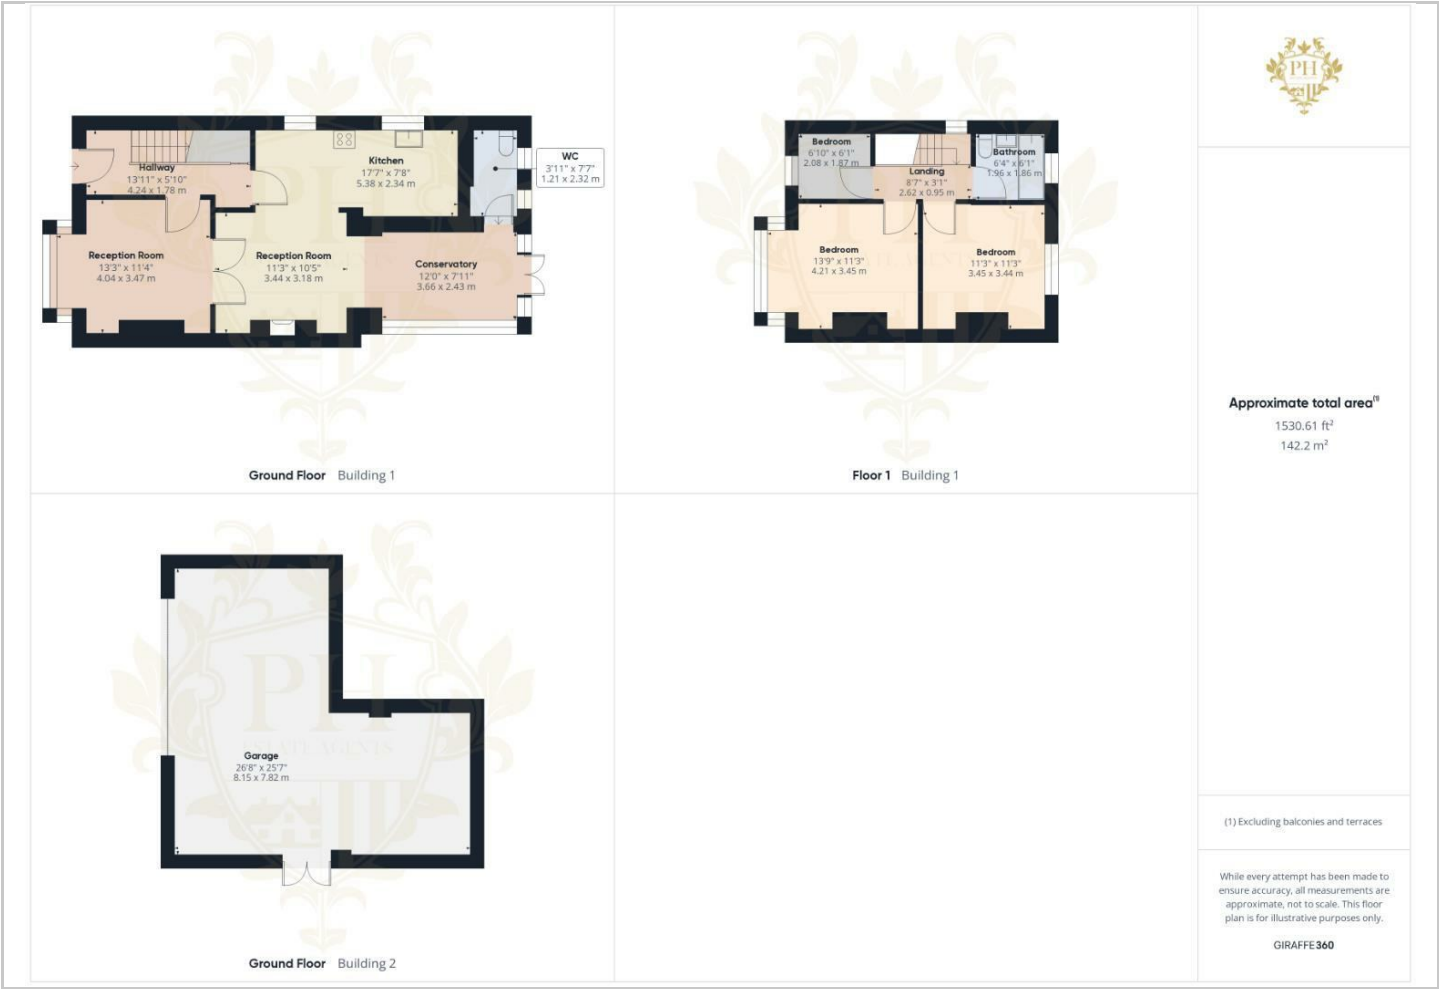 Hallway
13'11" x 5'10"
4.24 x 1.78 m
Kitchen
17'7" x 7'8"
5.38 x 2.34 m
WC
3'11" x 7'7"
1.21 x 2.32 m
Reception Room
13'3" x 11'4"
4.04 x 3.47 m
Reception Room
11'3" x 10'5"
3.44 x 3.18 m
Conservatory
12'0" x 7'11"
3.66 x 2.43 m
Ground Floor Building 1
Bedroom
6'10" x 6'1"
2.08 x 1.87 m
Landing
8'7" x 3'1"
2.62 x 0.95 m
Bathroom
6'4" x 6'1"
1.96 x 1.86 m
Bedroom
13'9" x 11'3"
4.21 x 3.45 m
Bedroom
11'3" x 11'3"
3.45 x 3.44 m
Floor 1 Building 1
PH
ESTATE AGENTS
Garage
26'8" x 25'7"
8.15 x 7.82 m
Ground Floor Building 2
PH
Approximate total area(1)
1530.61 ft²
142.2 m²
(1) Excluding balconies and terraces
While every attempt has been made to
ensure accuracy, all measurements are
approximate, not to scale. This floor
plan is for illustrative purposes only.
GIRAFFE360